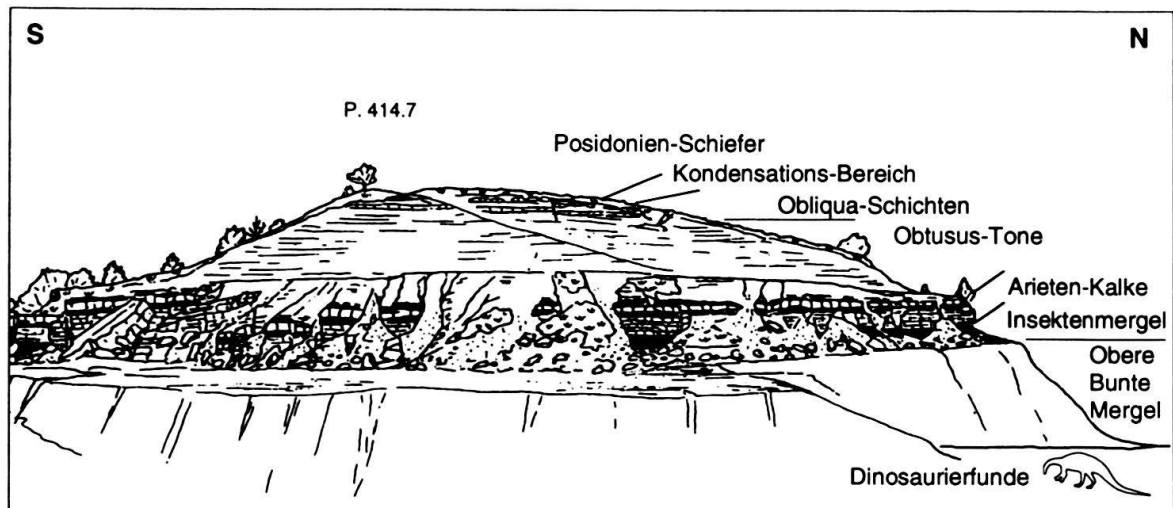 S
N
P. 414.7
Posidonien-Schiefer
Kondensations-Bereich
Obliqua-Schichten
Obtusus-Tone
Arieten-Kalke
Insektenmergel
Obere
Bunte
Mergel
Dinosaurierfunde